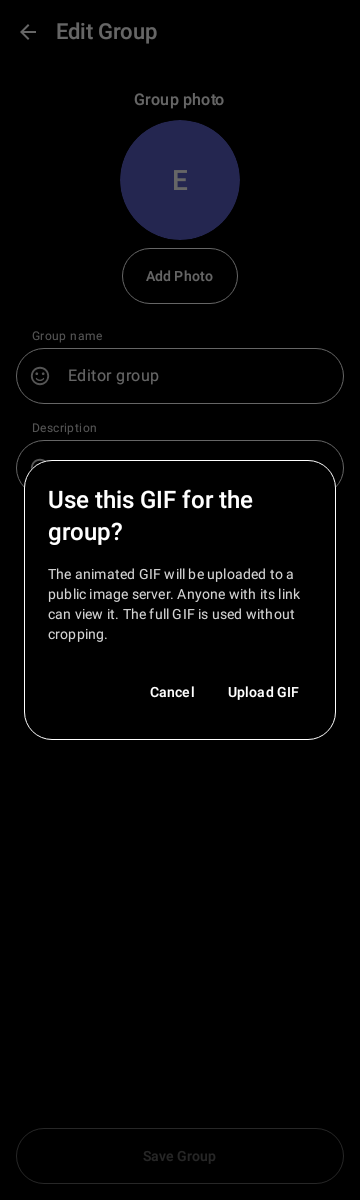 Edit Group
Group photo
E
Add Photo
Group name
Editor group
Description
Use this GIF for the
group?
The animated GIF will be uploaded to a
public image server. Anyone with its link
can view it. The full GIF is used without
cropping.
Cancel
Upload GIF
Save Group